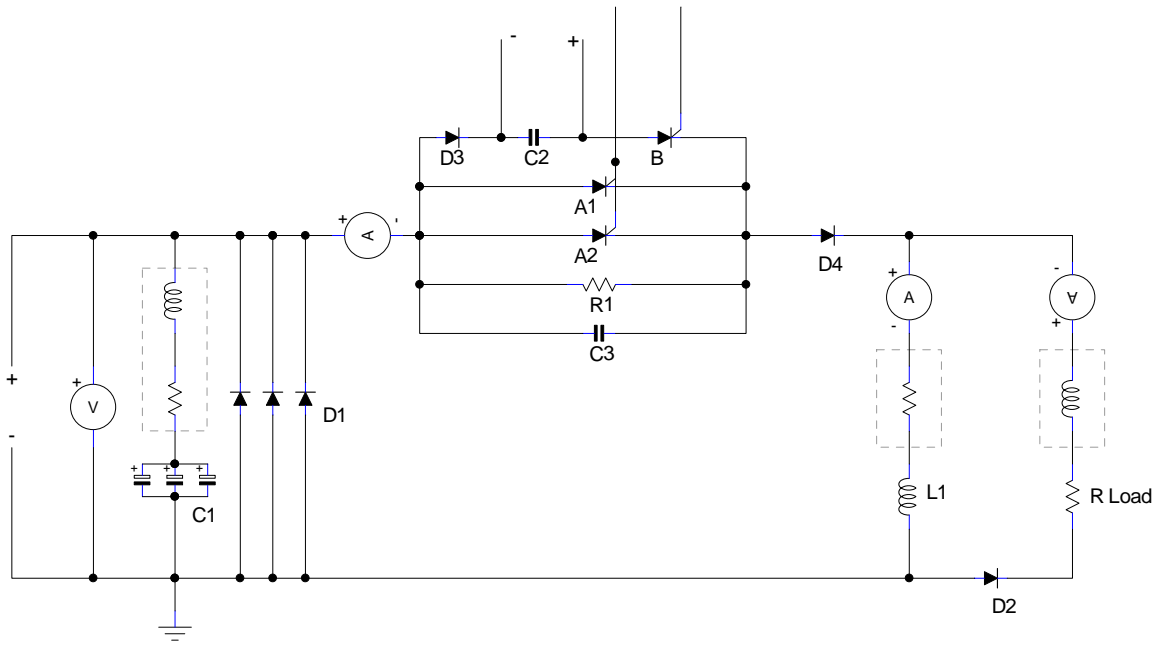 - +
D3 C2 B
A1
+ A -
A2
D4
R1
C3
+ A -
- A +
+ -
+ V
D1
+ + +
C1
L1
R Load
D2